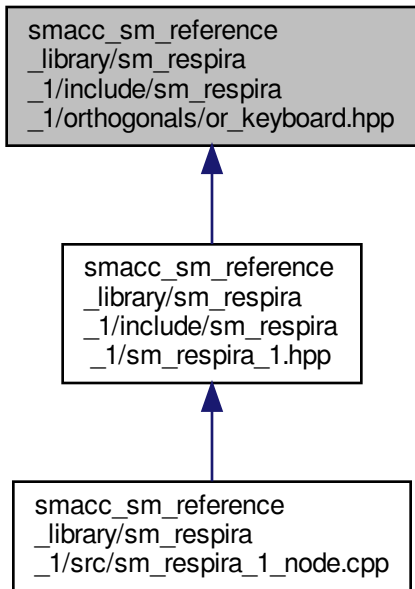 smacc_sm_reference
_library/sm_respira
_1/include/sm_respira
_1/orthogonals/or_keyboard.hpp
smacc_sm_reference
_library/sm_respira
_1/include/sm_respira
_1/sm_respira_1.hpp
smacc_sm_reference
_library/sm_respira
_1/src/sm_respira_1_node.cpp